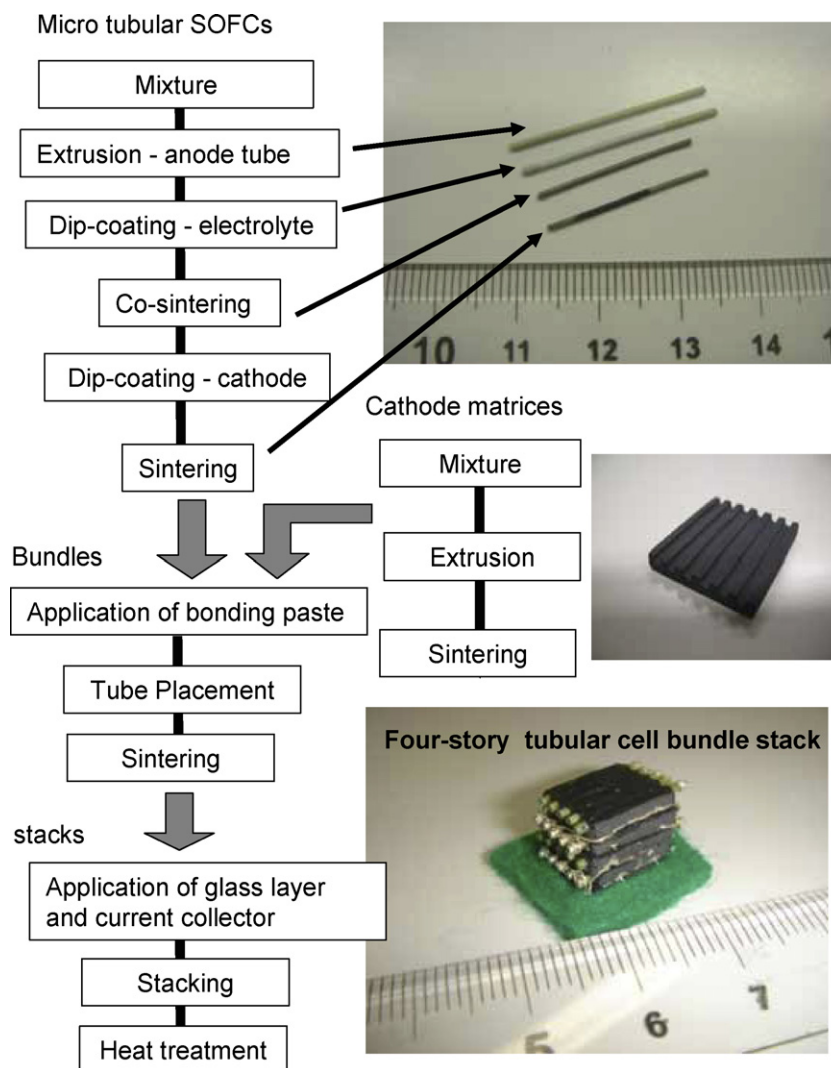 Micro tubular SOFCs
Mixture
Extrusion - anode tube
Dip-coating - electrolyte
Co-sintering
Dip-coating - cathode
Sintering
10 11 12 13 14
Cathode matrices
Mixture
Extrusion
Sintering
Bundles
Application of bonding paste
Tube Placement
Sintering
stacks
Application of glass layer
and current collector
Stacking
Heat treatment
Four-story tubular cell bundle stack
5 6 7